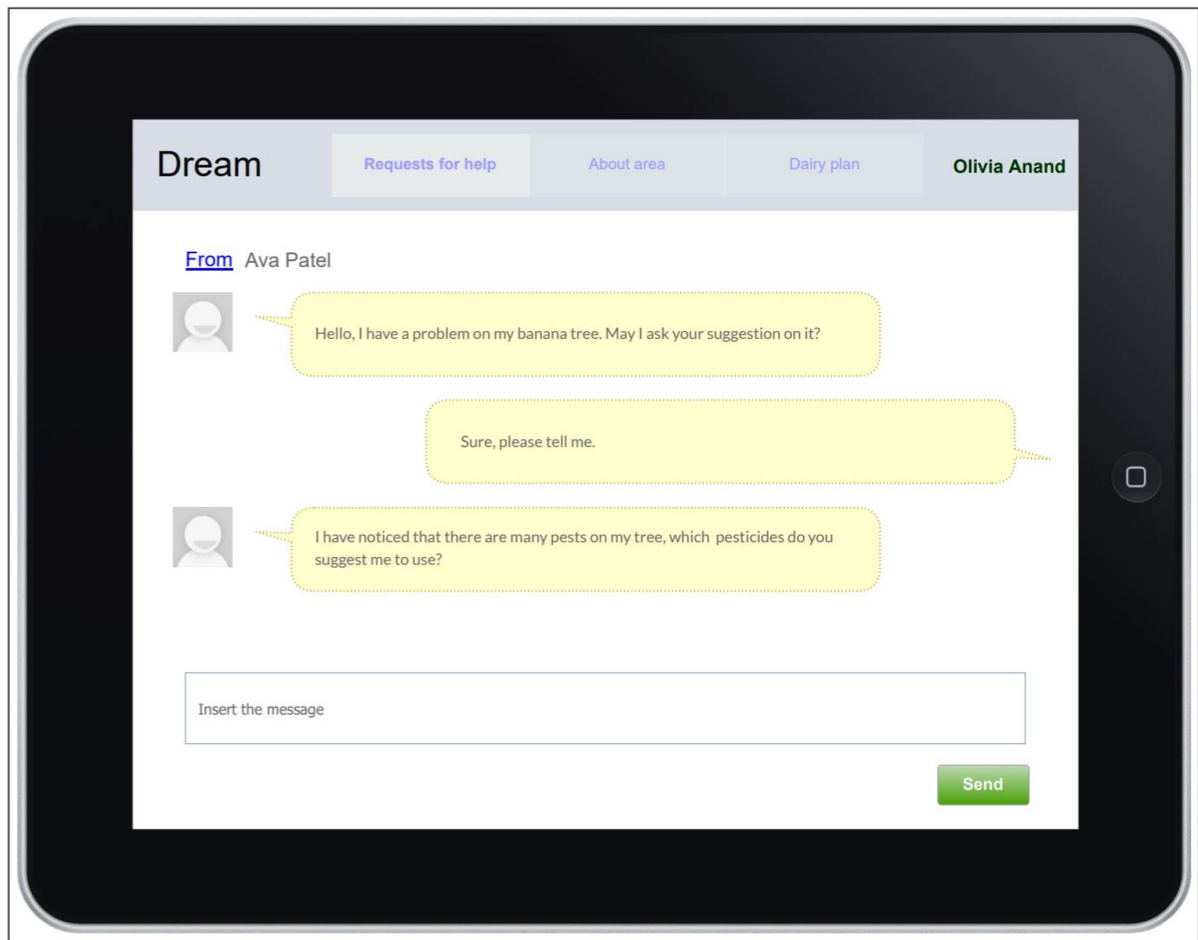 Dream
Requests for help
About area
Dairy plan
Olivia Anand
From Ava Patel
Hello, I have a problem on my banana tree. May I ask your suggestion on it?
Sure, please tell me.
I have noticed that there are many pests on my tree, which pesticides do you
suggest me to use?
Insert the message
Send